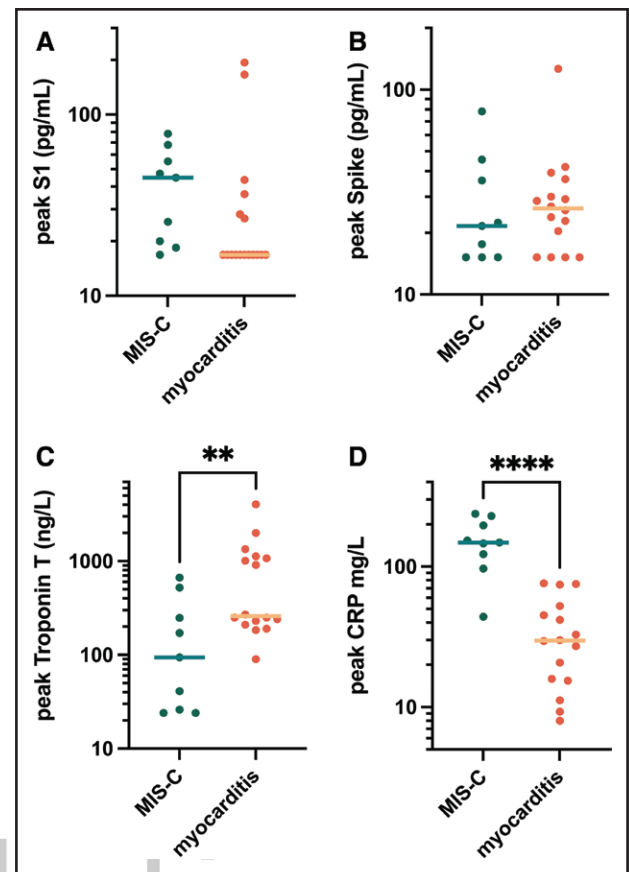 A
peak S1 (pg/mL)
100
10
MIS-C
myocarditis
B
peak Spike (pg/mL)
100
10
MIS-C
myocarditis
C
peak Troponin T (ng/L)
**
1000
100
10
MIS-C
myocarditis
D
peak CRP mg/L
****
100
10
MIS-C
myocarditis